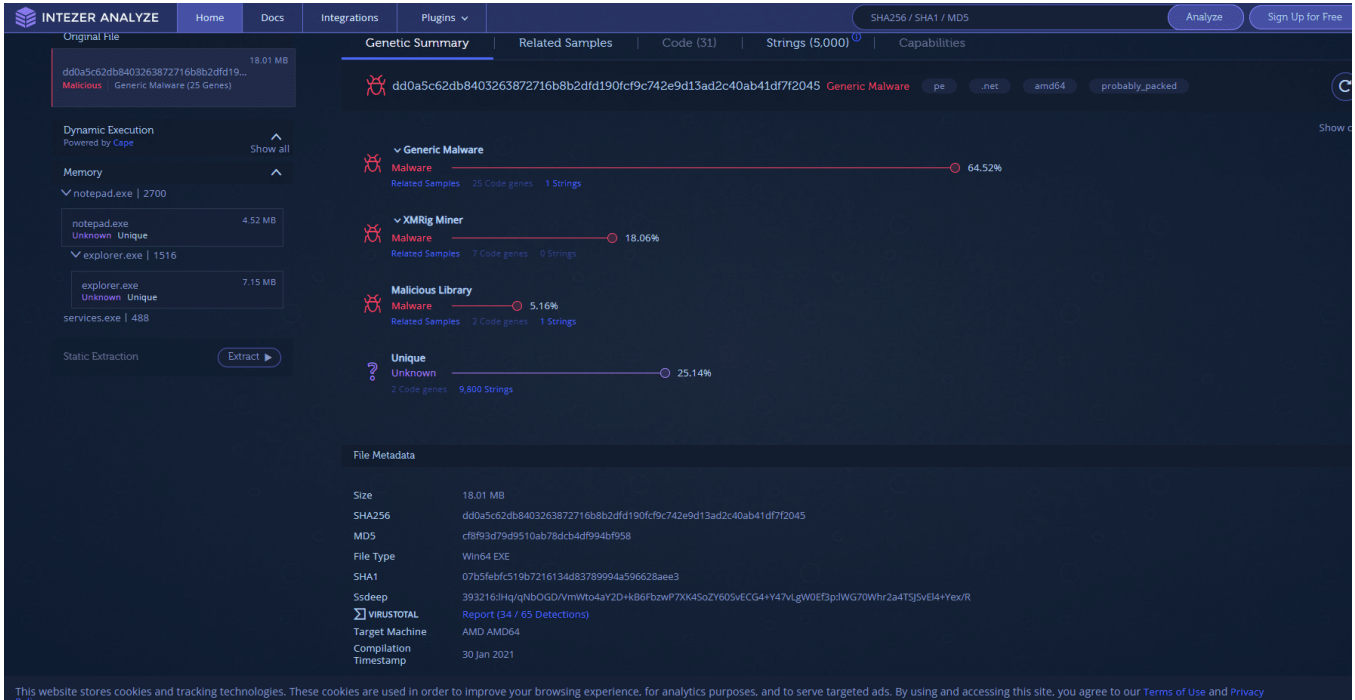 INTEZER ANALYZE
Home
Docs
Integrations
Plugins
SHA256 / SHA1 / MD5
Analyze
Sign Up for Free
Original File
18.01 MB
dd0a5c62db8403263872716b8b2dfd19...
Malicious Generic Malware (25 Genes)
Dynamic Execution
Powered by Cape
Show all
Memory
notepad.exe | 2700
notepad.exe 4.52 MB
Unknown Unique
explorer.exe | 1516
explorer.exe 7.15 MB
Unknown Unique
services.exe | 488
Static Extraction
Extract
Genetic Summary
Related Samples
Code (31)
Strings (5,000)
Capabilities
dd0a5c62db8403263872716b8b2dfd190fcf9c742e9d13ad2c40ab41df7f2045 Generic Malware pe .net amd64 probably_packed
Show
Generic Malware
Malware 64.52%
Related Samples 25 Code genes 1 Strings
XMRig Miner
Malware 18.06%
Related Samples 7 Code genes 0 Strings
Malicious Library
Malware 5.16%
Related Samples 2 Code genes 1 Strings
Unique
Unknown 25.14%
2 Code genes 9,800 Strings
File Metadata
Size 18.01 MB
SHA256 dd0a5c62db8403263872716b8b2dfd190fcf9c742e9d13ad2c40ab41df7f2045
MD5 cf8f93d79d9510ab78dcb4df994bf958
File Type Win64 EXE
SHA1 07b5febfc519b7216134d83789994a596628aee3
Ssdeep 393216:lHq/qNbOGD/VmWto4aY2D+kB6FbzwP7XK4SoZY60SvECG4+Y47vLgW0Ef3p:lWG70Whr2a4TSJSvEl4+Yex/R
VIRUSTOTAL Report (34 / 65 Detections)
Target Machine AMD AMD64
Compilation
Timestamp 30 Jan 2021
This website stores cookies and tracking technologies. These cookies are used in order to improve your browsing experience, for analytics purposes, and to serve targeted ads. By using and accessing this site, you agree to our Terms of Use and Privacy